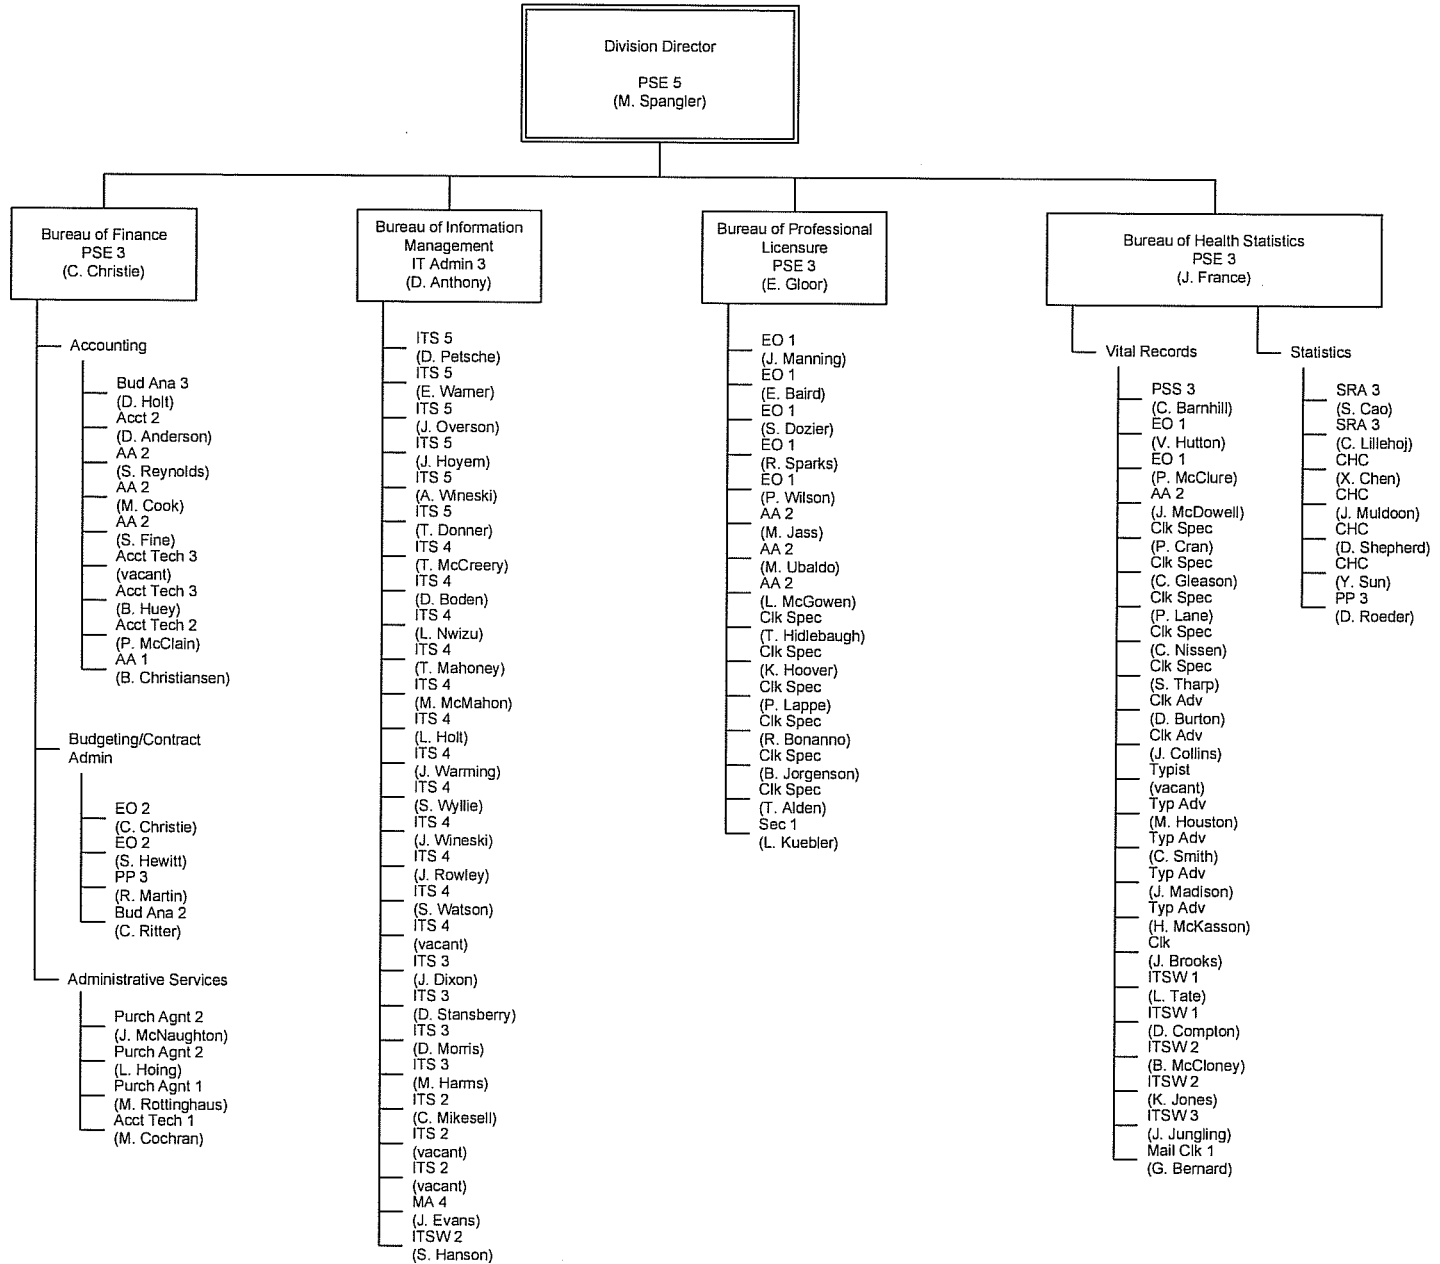 Division Director
PSE 5
(M. Spangler)
Bureau of Finance
PSE 3
(C. Christie)
Accounting
Bud Ana 3
(D. Holt)
Acct 2
(D. Anderson)
AA 2
(S. Reynolds)
AA 2
(M. Cook)
AA 2
(S. Fine)
Acct Tech 3
(vacant)
Acct Tech 3
(B. Huey)
Acct Tech 2
(P. McClain)
AA 1
(B. Christiansen)
Budgeting/Contract
Admin
EO 2
(C. Christie)
EO 2
(S. Hewitt)
PP 3
(R. Martin)
Bud Ana 2
(C. Ritter)
Administrative Services
Purch Agnt 2
(J. McNaughton)
Purch Agnt 2
(L. Hoing)
Purch Agnt 1
(M. Rottinghaus)
Acct Tech 1
(M. Cochran)
Bureau of Information
Management
IT Admin 3
(D. Anthony)
ITS 5
(D. Petsche)
ITS 5
(E. Warner)
ITS 5
(J. Overson)
ITS 5
(J. Hoyem)
ITS 5
(A. Wineski)
ITS 5
(T. Donner)
ITS 4
(T. McCreery)
ITS 4
(D. Boden)
ITS 4
(L. Nwizu)
ITS 4
(T. Mahoney)
ITS 4
(M. McMahon)
ITS 4
(L. Holt)
ITS 4
(J. Warming)
ITS 4
(S. Wyllie)
ITS 4
(J. Wineski)
ITS 4
(J. Rowley)
ITS 4
(S. Watson)
ITS 4
(vacant)
ITS 3
(J. Dixon)
ITS 3
(D. Stansberry)
ITS 3
(D. Morris)
ITS 3
(M. Harms)
ITS 2
(C. Mikesell)
ITS 2
(vacant)
ITS 2
(vacant)
MA 4
(J. Evans)
ITSW 2
(S. Hanson)
Bureau of Professional
Licensure
PSE 3
(E. Gloor)
EO 1
(J. Manning)
EO 1
(E. Baird)
EO 1
(S. Dozier)
EO 1
(R. Sparks)
EO 1
(P. Wilson)
AA 2
(M. Jass)
AA 2
(M. Ubaldo)
AA 2
(L. McGowen)
Clk Spec
(T. Hidlebaugh)
Clk Spec
(K. Hoover)
Clk Spec
(P. Lappe)
Clk Spec
(R. Bonanno)
Clk Spec
(B. Jorgenson)
Clk Spec
(T. Alden)
Sec 1
(L. Kuebler)
Bureau of Health Statistics
PSE 3
(J. France)
Vital Records
PSS 3
(C. Barnhill)
EO 1
(V. Hutton)
EO 1
(P. McClure)
AA 2
(J. McDowell)
Clk Spec
(P. Cran)
Clk Spec
(C. Gleason)
Clk Spec
(P. Lane)
Clk Spec
(C. Nissen)
Clk Spec
(S. Tharp)
Clk Adv
(D. Burton)
Clk Adv
(J. Collins)
Typist
(vacant)
Typ Adv
(M. Houston)
Typ Adv
(C. Smith)
Typ Adv
(J. Madison)
Typ Adv
(H. McKasson)
Clk
(J. Brooks)
ITSW 1
(L. Tate)
ITSW 1
(D. Compton)
ITSW 2
(B. McCloney)
ITSW 2
(K. Jones)
ITSW 3
(J. Jungling)
Mail Clk 1
(G. Bernard)
Statistics
SRA 3
(S. Cao)
SRA 3
(C. Lillehoj)
CHC
(X. Chen)
CHC
(J. Muldoon)
CHC
(D. Shepherd)
CHC
(Y. Sun)
PP 3
(D. Roeder)